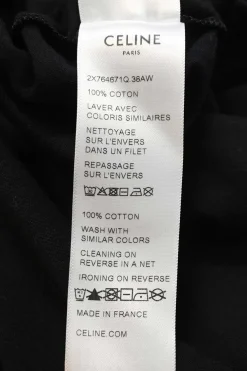 CELINE
PARIS
2X764671Q.38AW
100% COTTON
LAVER AVEC
COLORIS SIMILAIRES
NETTOYAGE
SUR L'ENVERS
DANS UN FILET
REPASSAGE
SUR L'ENVERS
100% COTTON
WASH WITH
SIMILAR COLORS
CLEANING ON
REVERSE IN A NET
IRONING ON REVERSE
MADE IN FRANCE
CELINE.COM